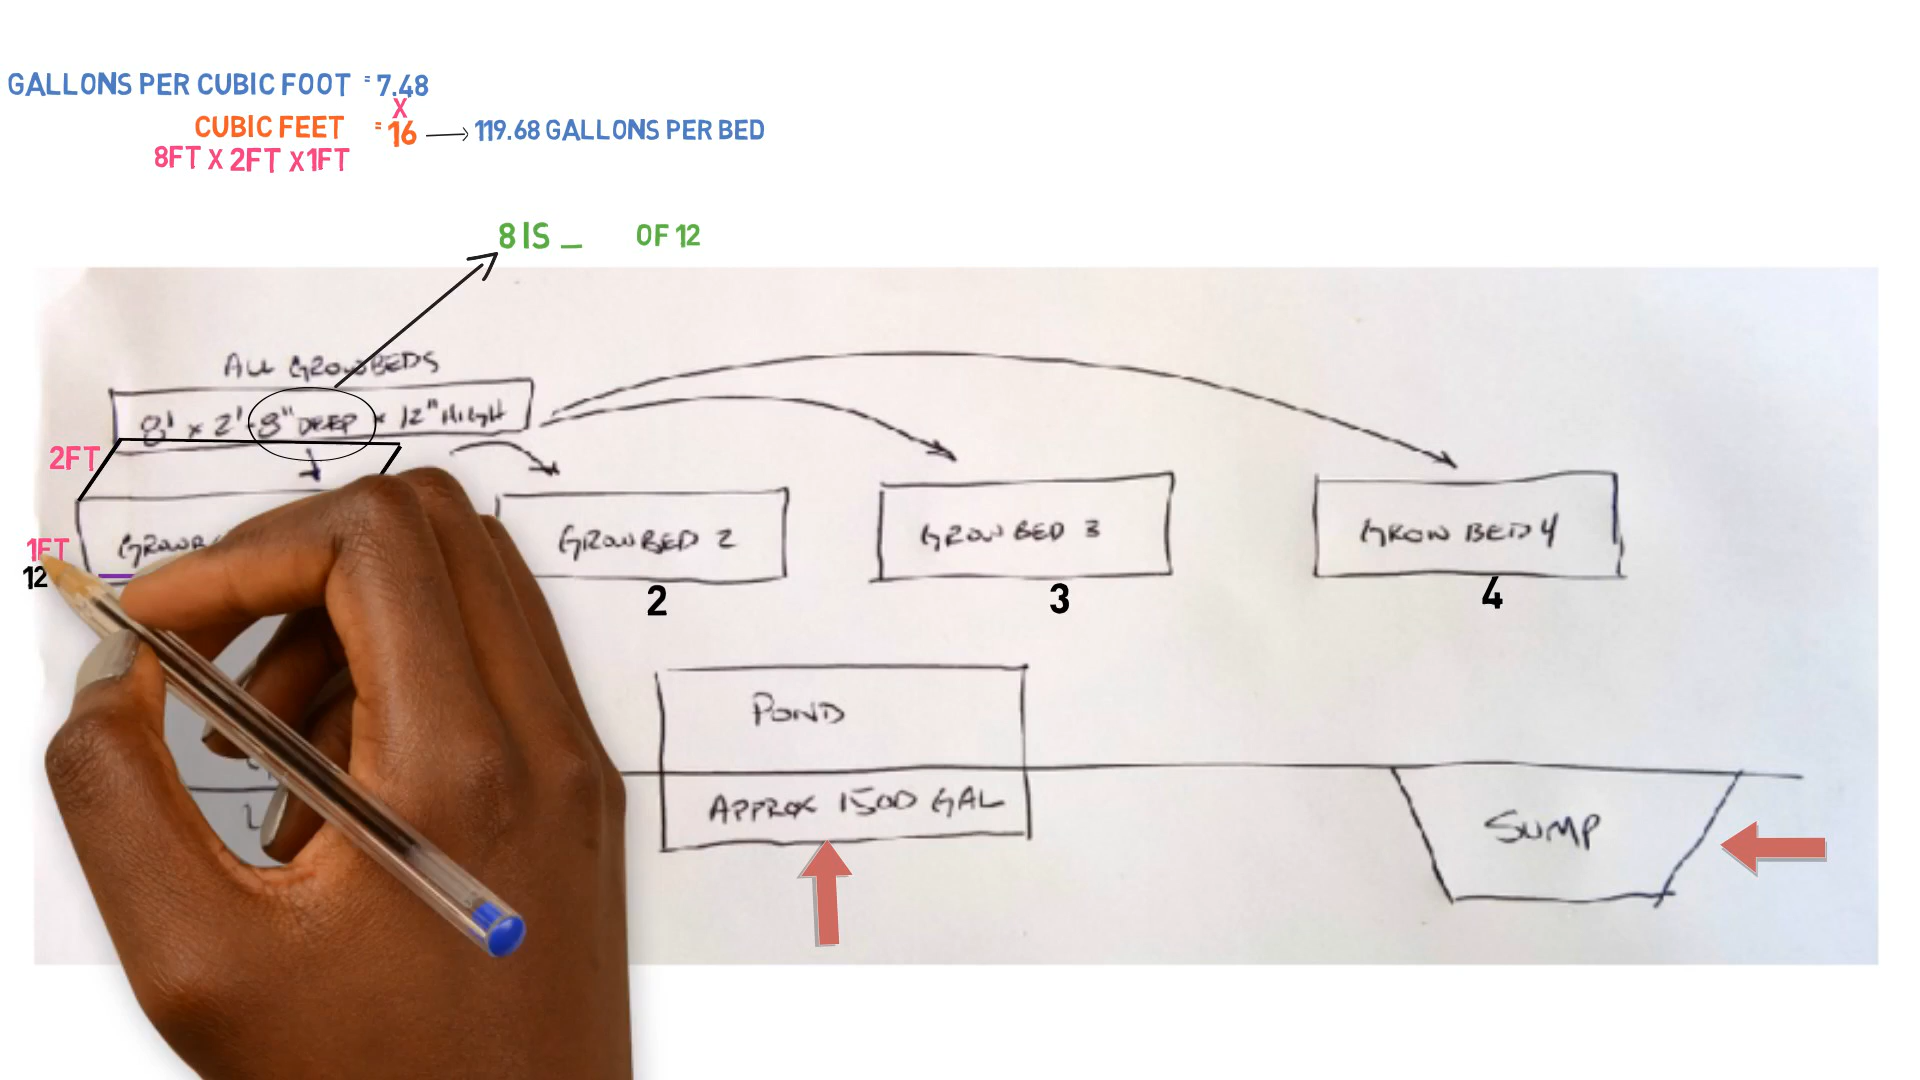 GALLONS PER CUBIC FOOT = 7.48
X
CUBIC FEET = 16 → 119.68 GALLONS PER BED
8FT X 2FT X 1FT
8 IS _ OF 12
ALL GROWBEDS
8' x 2' 8" DEEP x 12" HIGH
2FT
1FT
12
GROWBED 2
GROW BED 3
GROW BED 4
2
3
4
POND
APPROX 1500 GAL
SUMP